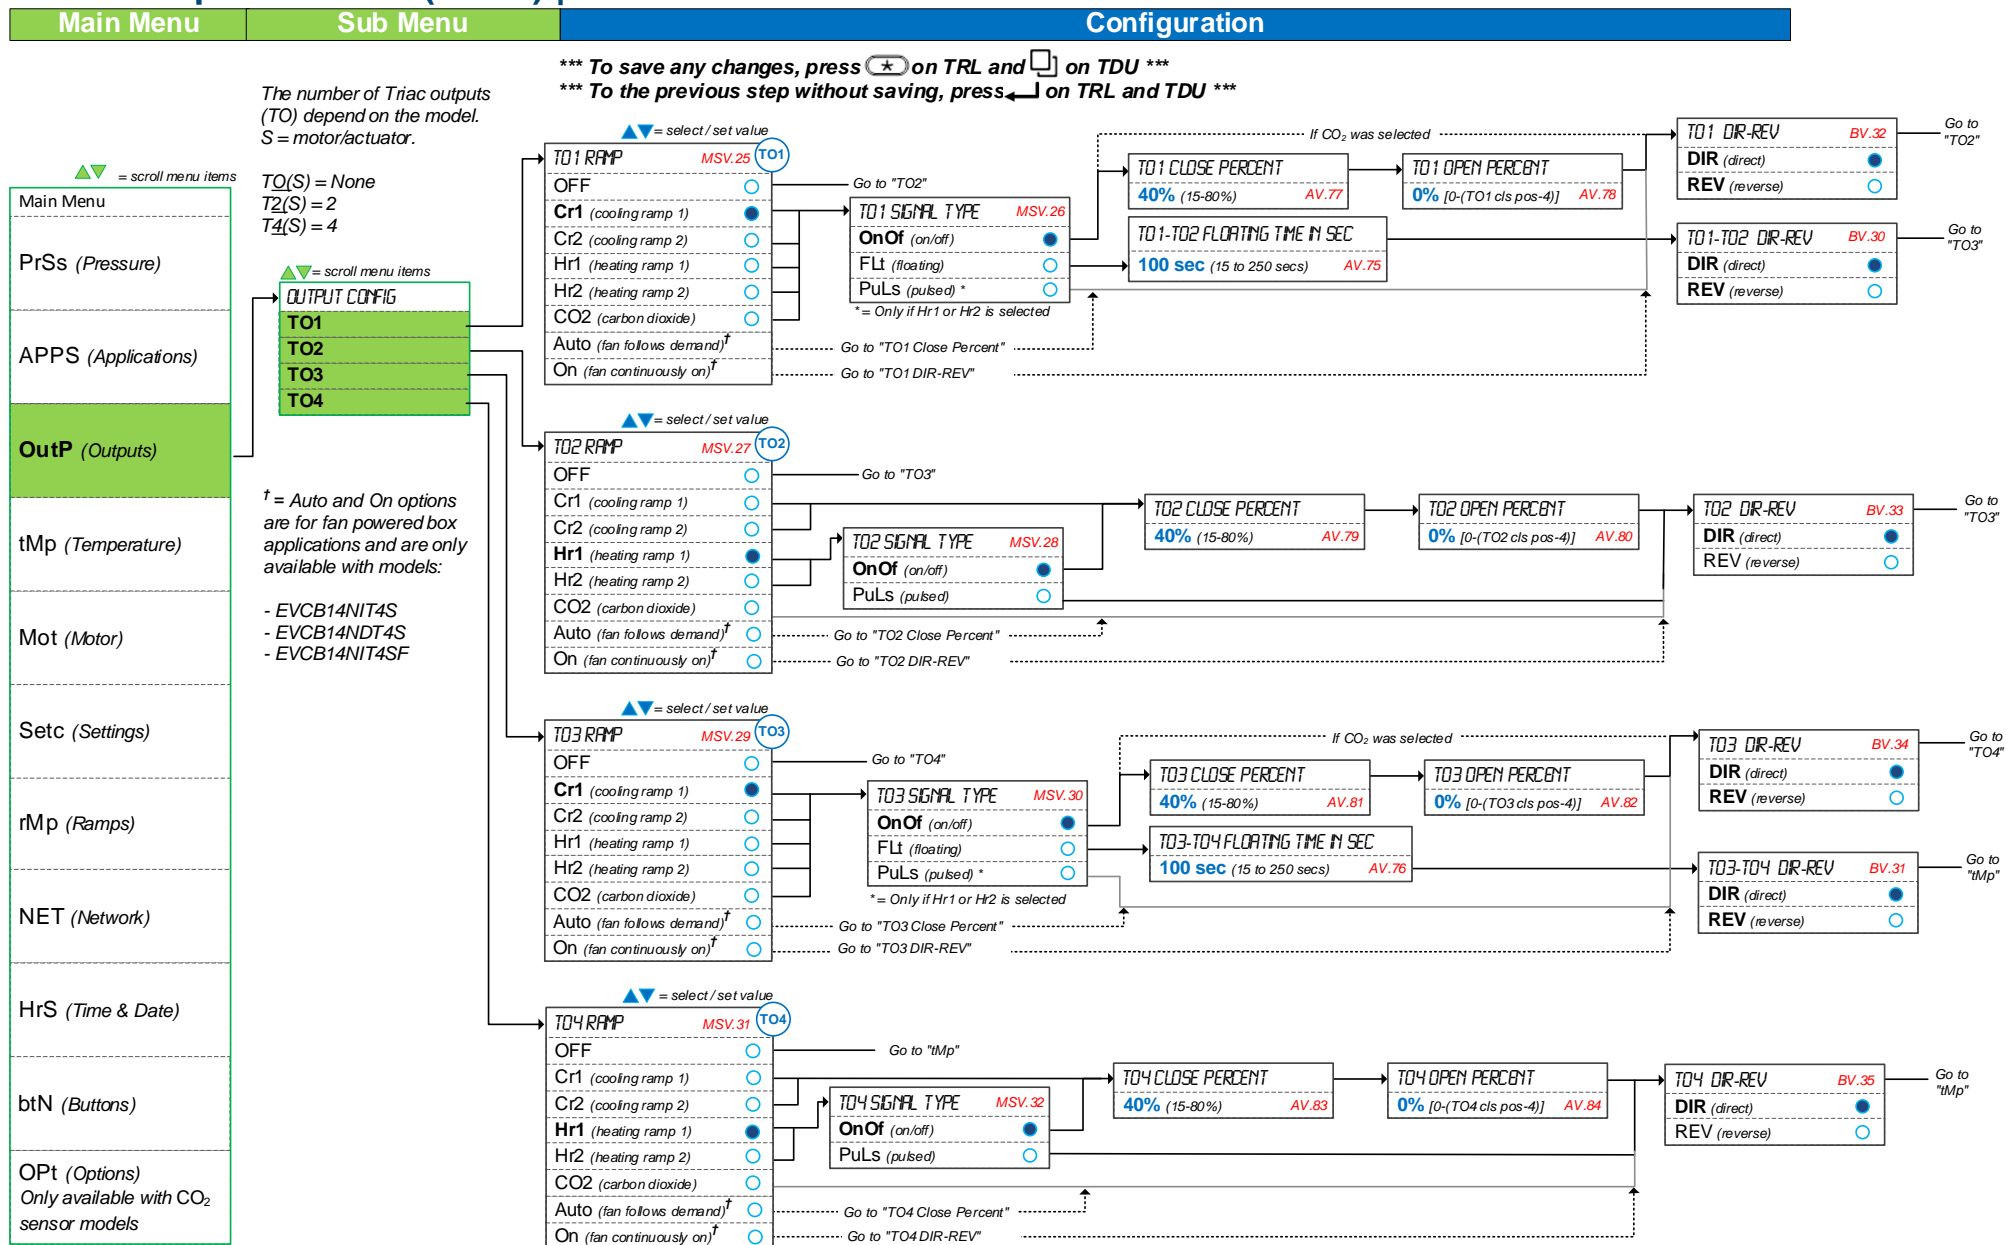 Main Menu
Sub Menu
Configuration
*** To save any changes, press on TRL and on TDU ***
*** To the previous step without saving, press on TRL and TDU ***
The number of Triac outputs
(TO) depend on the model.
S = motor/actuator.
TO(S) = None
T2(S) = 2
T4(S) = 4
= scroll menu items
Main Menu
PrSs (Pressure)
APPS (Applications)
OutP (Outputs)
tMp (Temperature)
Mot (Motor)
Setc (Settings)
rMp (Ramps)
NET (Network)
HrS (Time & Date)
btN (Buttons)
OPt (Options)
Only available with CO2
sensor models
= scroll menu items
OUTPUT CONFIG
TO1
TO2
TO3
TO4
† = Auto and On options
are for fan powered box
applications and are only
available with models:
- EVCB14NIT4S
- EVCB14NDT4S
- EVCB14NIT4SF
= select / set value
TO1 RAMP MSV.25 TO1
OFF
Cr1 (cooling ramp 1)
Cr2 (cooling ramp 2)
Hr1 (heating ramp 1)
Hr2 (heating ramp 2)
CO2 (carbon dioxide)
Auto (fan follows demand)†
On (fan continuously on)†
Go to "TO2"
TO1 SIGNAL TYPE MSV.26
OnOf (on/off)
FLt (floating)
PuLs (pulsed) *
* = Only if Hr1 or Hr2 is selected
Go to "TO1 Close Percent"
Go to "TO1 DIR-REV"
If CO2 was selected
TO1 CLOSE PERCENT
40% (15-80%) AV.77
TO1 OPEN PERCENT
0% [0-(TO1 cls pos-4)] AV.78
TO1-TO2 FLOATING TIME IN SEC
100 sec (15 to 250 secs) AV.75
TO1 DIR-REV BV.32
DIR (direct)
REV (reverse)
Go to
"TO2"
TO1-TO2 DIR-REV BV.30
DIR (direct)
REV (reverse)
Go to
"TO3"
= select / set value
TO2 RAMP MSV.27 TO2
OFF
Cr1 (cooling ramp 1)
Cr2 (cooling ramp 2)
Hr1 (heating ramp 1)
Hr2 (heating ramp 2)
CO2 (carbon dioxide)
Auto (fan follows demand)†
On (fan continuously on)†
Go to "TO3"
TO2 SIGNAL TYPE MSV.28
OnOf (on/off)
PuLs (pulsed)
Go to "TO2 Close Percent"
Go to "TO2 DIR-REV"
TO2 CLOSE PERCENT
40% (15-80%) AV.79
TO2 OPEN PERCENT
0% [0-(TO2 cls pos-4)] AV.80
TO2 DIR-REV BV.33
DIR (direct)
REV (reverse)
Go to
"TO3"
= select / set value
TO3 RAMP MSV.29 TO3
OFF
Cr1 (cooling ramp 1)
Cr2 (cooling ramp 2)
Hr1 (heating ramp 1)
Hr2 (heating ramp 2)
CO2 (carbon dioxide)
Auto (fan follows demand)†
On (fan continuously on)†
Go to "TO4"
TO3 SIGNAL TYPE MSV.30
OnOf (on/off)
FLt (floating)
PuLs (pulsed) *
* = Only if Hr1 or Hr2 is selected
Go to "TO3 Close Percent"
Go to "TO3 DIR-REV"
If CO2 was selected
TO3 CLOSE PERCENT
40% (15-80%) AV.81
TO3 OPEN PERCENT
0% [0-(TO3 cls pos-4)] AV.82
TO3-TO4 FLOATING TIME IN SEC
100 sec (15 to 250 secs) AV.76
TO3 DIR-REV BV.34
DIR (direct)
REV (reverse)
Go to
"TO4"
TO3-TO4 DIR-REV BV.31
DIR (direct)
REV (reverse)
Go to
"tMp"
= select / set value
TO4 RAMP MSV.31 TO4
OFF
Cr1 (cooling ramp 1)
Cr2 (cooling ramp 2)
Hr1 (heating ramp 1)
Hr2 (heating ramp 2)
CO2 (carbon dioxide)
Auto (fan follows demand)†
On (fan continuously on)†
Go to "tMp"
TO4 SIGNAL TYPE MSV.32
OnOf (on/off)
PuLs (pulsed)
Go to "TO4 Close Percent"
Go to "TO4 DIR-REV"
TO4 CLOSE PERCENT
40% (15-80%) AV.83
TO4 OPEN PERCENT
0% [0-(TO4 cls pos-4)] AV.84
TO4 DIR-REV BV.35
DIR (direct)
REV (reverse)
Go to
"tMp"